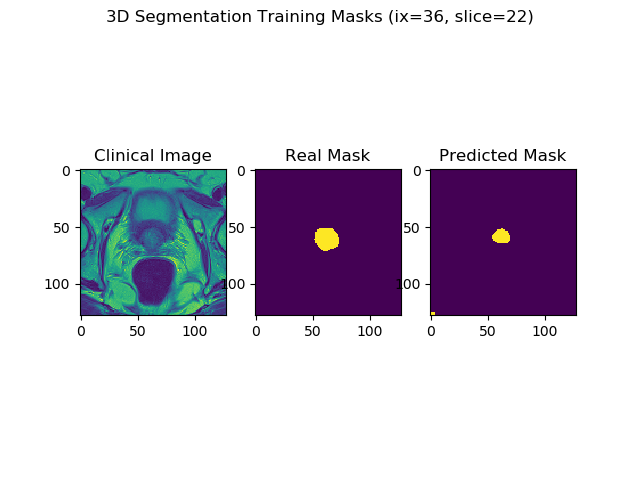 3D Segmentation Training Masks (ix=36, slice=22)
Clinical Image Real Mask Predicted Mask
0 0 0
50 50 50
100 100 100
0 50 100 0 50 100 0 50 100